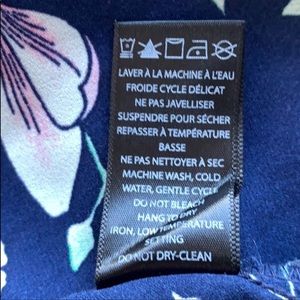 LAVER À LA MACHINE À L'EAU
FROIDE CYCLE DÉLICAT
NE PAS JAVELLISER
SUSPENDRE POUR SÉCHER
REPASSER À TEMPÉRATURE
BASSE
NE PAS NETTOYER À SEC
MACHINE WASH, COLD
WATER, GENTLE CYCLE
DO NOT BLEACH
HANG TO DRY
IRON, LOW TEMPERATURE
SETTING
DO NOT DRY-CLEAN